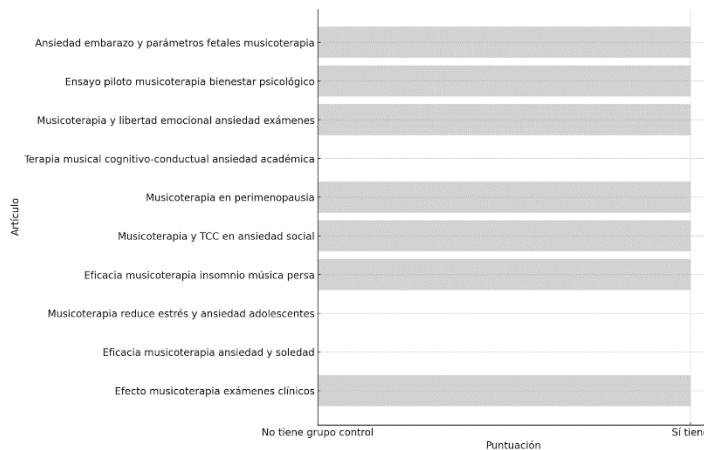 Ansiedad embarazo y parámetros fetales musicoterapia
Ensayo piloto musicoterapia bienestar psicológico
Musicoterapia y libertad emocional ansiedad exámenes
Terapia musical cognitivo-conductual ansiedad académica
Musicoterapia en perimenopausia
Musicoterapia y TCC en ansiedad social
Eficacia musicoterapia insomnio música persa
Musicoterapia reduce estrés y ansiedad adolescentes
Eficacia musicoterapia ansiedad y soledad
Efecto musicoterapia exámenes clínicos
Artículo
No tiene grupo control
Sí tiene
Puntuación